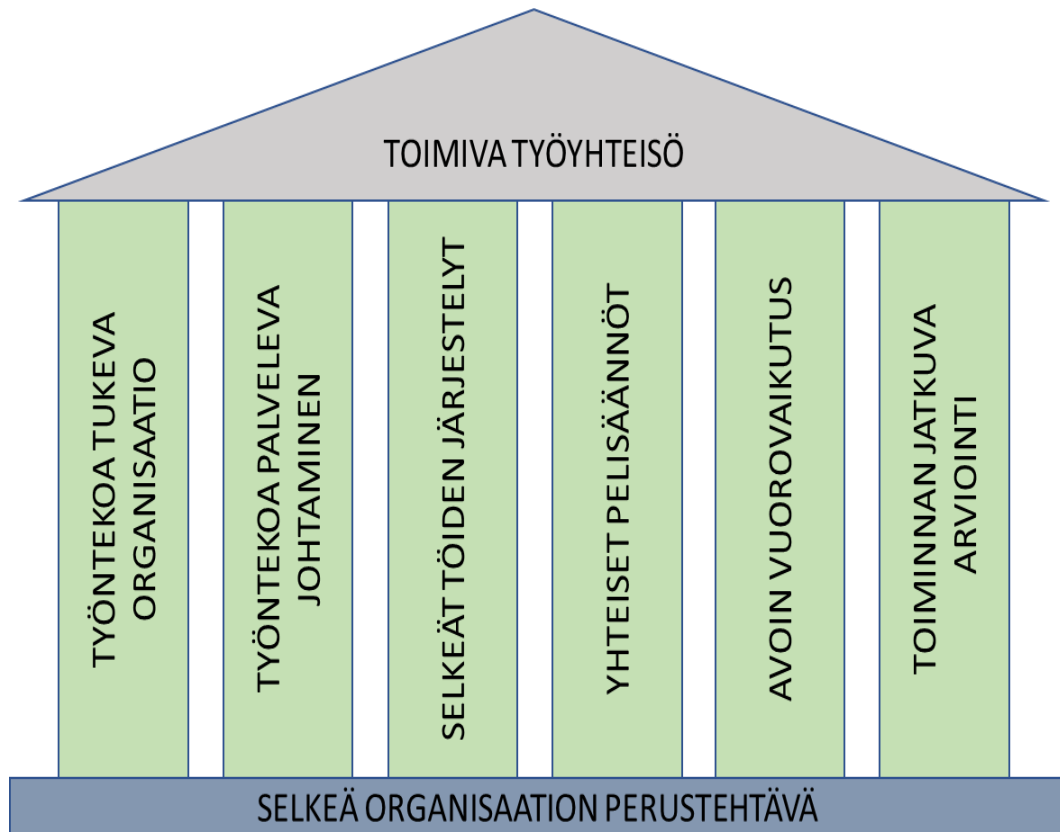 TOIMIVA TYÖYHTEISÖ
TYÖNTEKOA TUKEVA
ORGANISAATIO
TYÖNTEKOA PALVELEVA
JOHTAMINEN
SELKEÄT TÖIDEN JÄRJESTELYT
YHTEISET PELISÄÄNNÖT
AVOIN VUOROVAIKUTUS
TOIMINNAN JATKUVA
ARVIOINTI
SELKEÄ ORGANISAATION PERUSTEHTÄVÄ